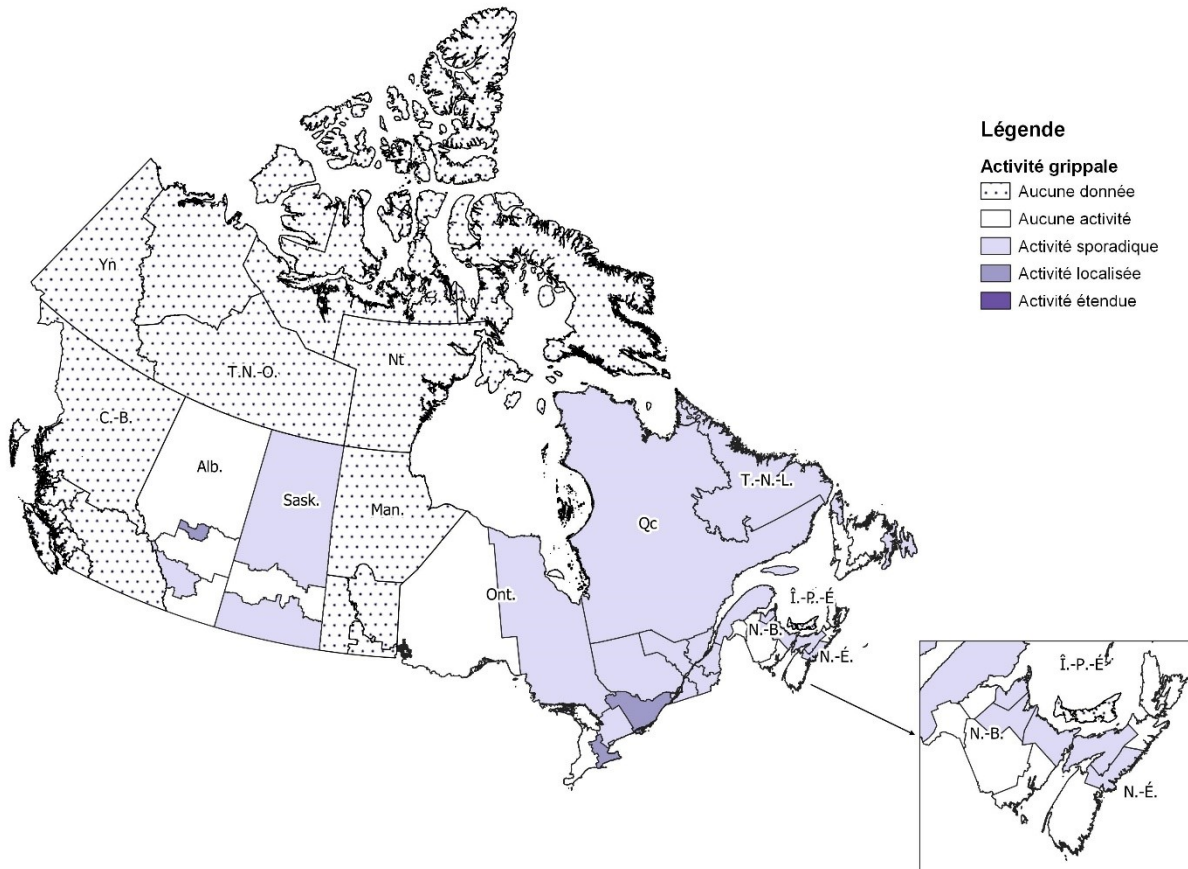 Légende
Activité grippale
Aucune donnée
Aucune activité
Activité sporadique
Activité localisée
Activité étendue
Yn
T.N.-O.
Nt
C.-B.
Alb.
Sask.
Man.
Ont.
Qc
T.-N.-L.
Î.-P.-É
N.-B.
N.-É.
Î.-P.-É
N.-B.
N.-É.